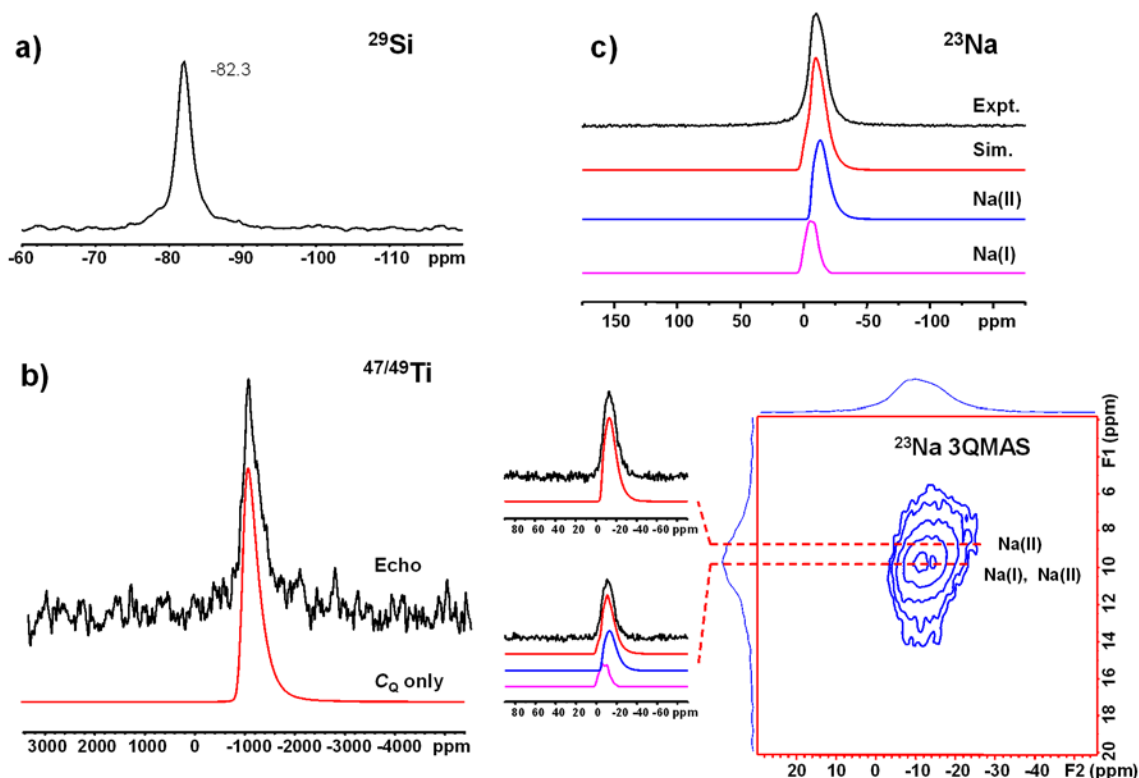 a)
²⁹Si
-82.3
-60 -70 -80 -90 -100 -110 ppm
c)
²³Na
Expt.
Sim.
Na(II)
Na(I)
150 100 50 0 -50 -100 ppm
b)
⁴⁷/⁴⁹Ti
Echo
C_Q only
3000 2000 1000 0 -1000 -2000 -3000 -4000 ppm
80 60 40 20 0 -20 -40 -60 ppm
80 60 40 20 0 -20 -40 -60 ppm
²³Na 3QMAS
Na(II)
Na(I), Na(II)
F1 (ppm)
6
8
10
12
14
16
18
20
20 10 0 -10 -20 -30 -40 F2 (ppm)